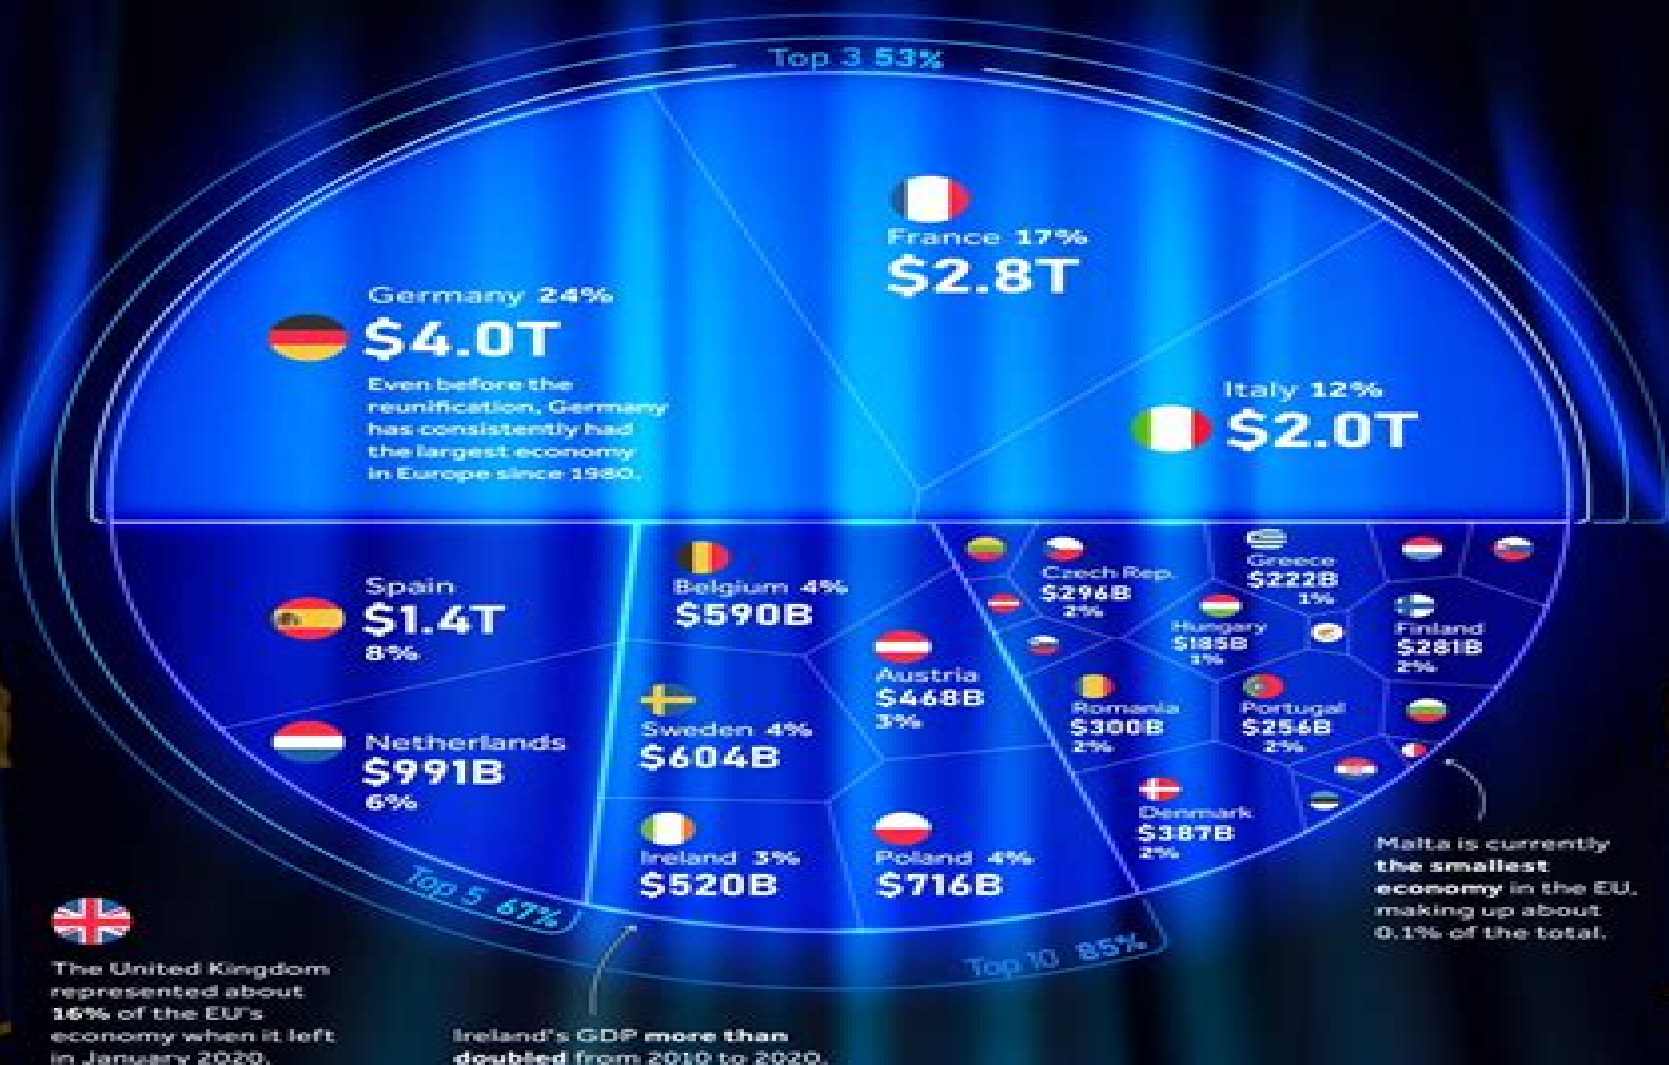 Top 3 53%
France 17%
$2.8T
Germany 24%
$4.0T
Even before the
reunification, Germany
has consistently had
the largest economy
in Europe since 1980.
Italy 12%
$2.0T
Spain
$1.4T
8%
Netherlands
$991B
6%
Belgium 4%
$590B
Sweden 4%
$604B
Ireland 3%
$520B
Austria
$468B
3%
Poland 4%
$716B
Czech Rep.
$296B
2%
Greece
$222B
1%
Hungary
$185B
1%
Finland
$281B
2%
Romania
$300B
2%
Portugal
$256B
2%
Denmark
$387B
2%
Top 5 67%
Top 10 85%
Malta is currently
the smallest
economy in the EU,
making up about
0.1% of the total.
The United Kingdom
represented about
16% of the EU's
economy when it left
in January 2020.
Ireland's GDP more than
doubled from 2010 to 2020.